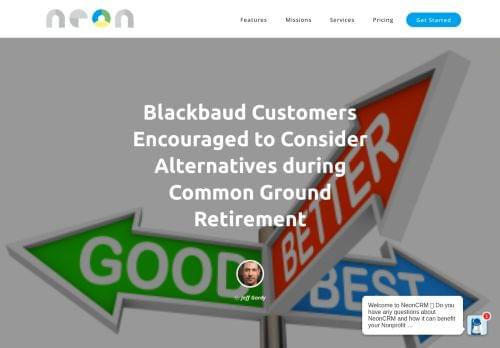 neon
Features Missions Services Pricing Get Started
Blackbaud Customers
Encouraged to Consider
Alternatives during
Common Ground
Retirement
GOOD
BETTER
BEST
by Jeff Gordy
Welcome to NeonCRM Do you
have any questions about
NeonCRM and how it can benefit
your Nonprofit ...
1